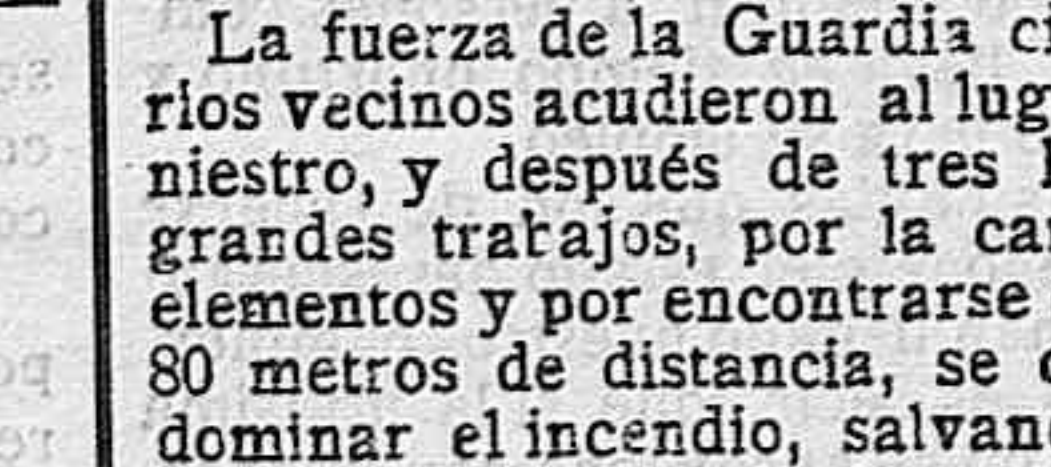 La fuerza de la Guardia ci
rios vecinos acudieron al lug
niestro, y después de tres
grandes trabajos, por la ca
elementos y por encontrarse
80 metros de distancia, se
dominar el incendio, salvan